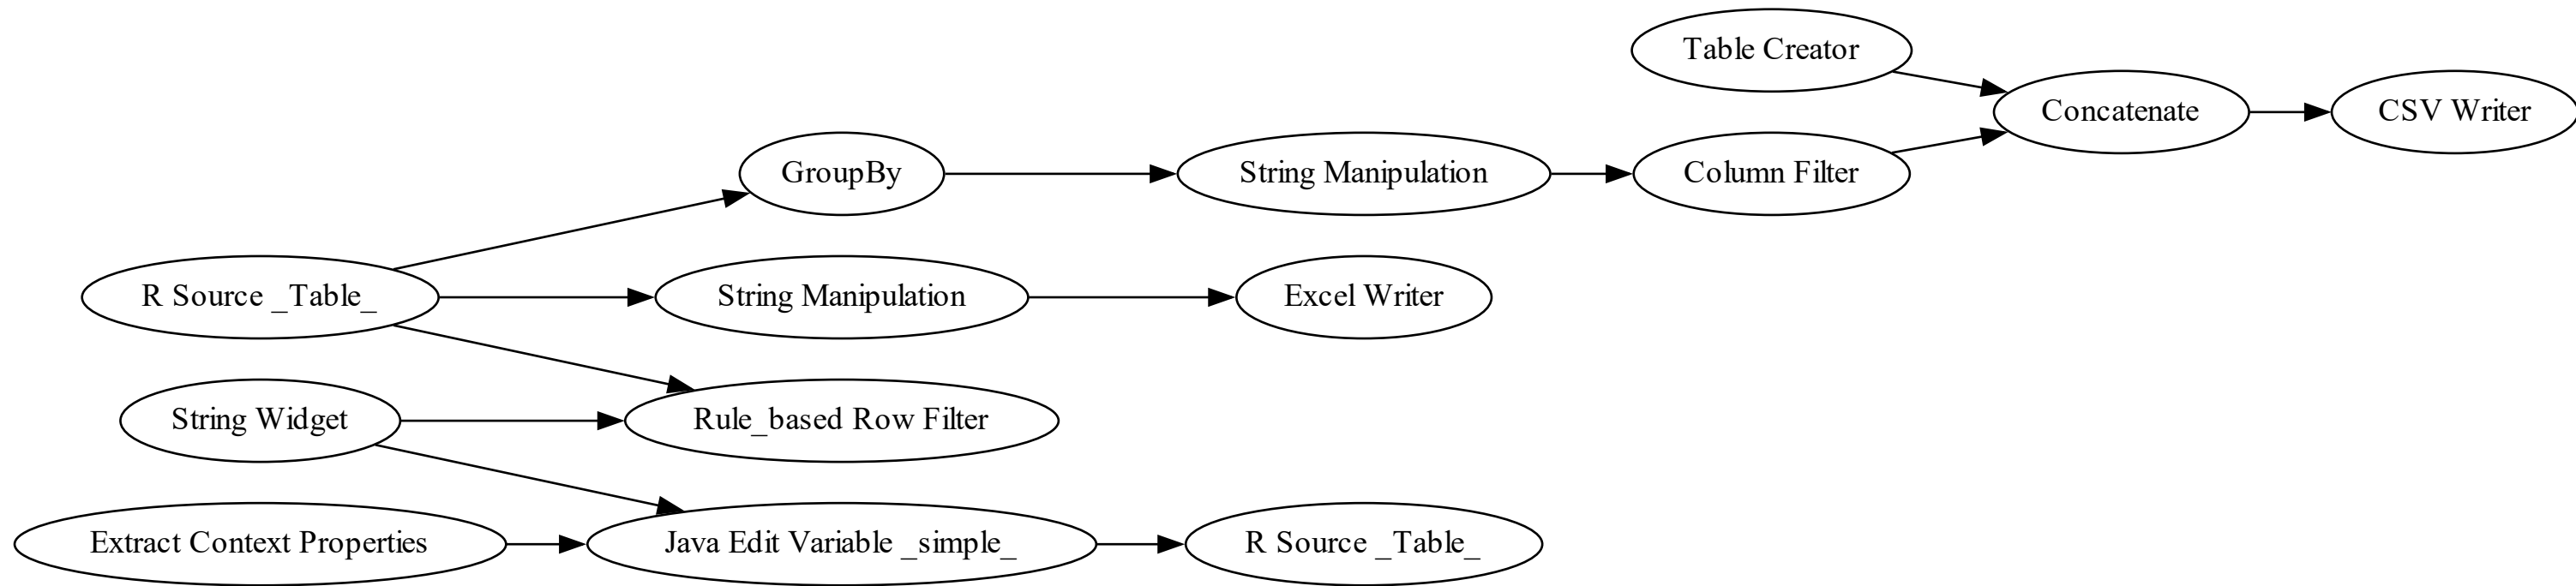 Table Creator
Concatenate
CSV Writer
GroupBy
String Manipulation
Column Filter
R Source _Table_
String Manipulation
Excel Writer
String Widget
Rule_based Row Filter
Extract Context Properties
Java Edit Variable _simple_
R Source _Table_